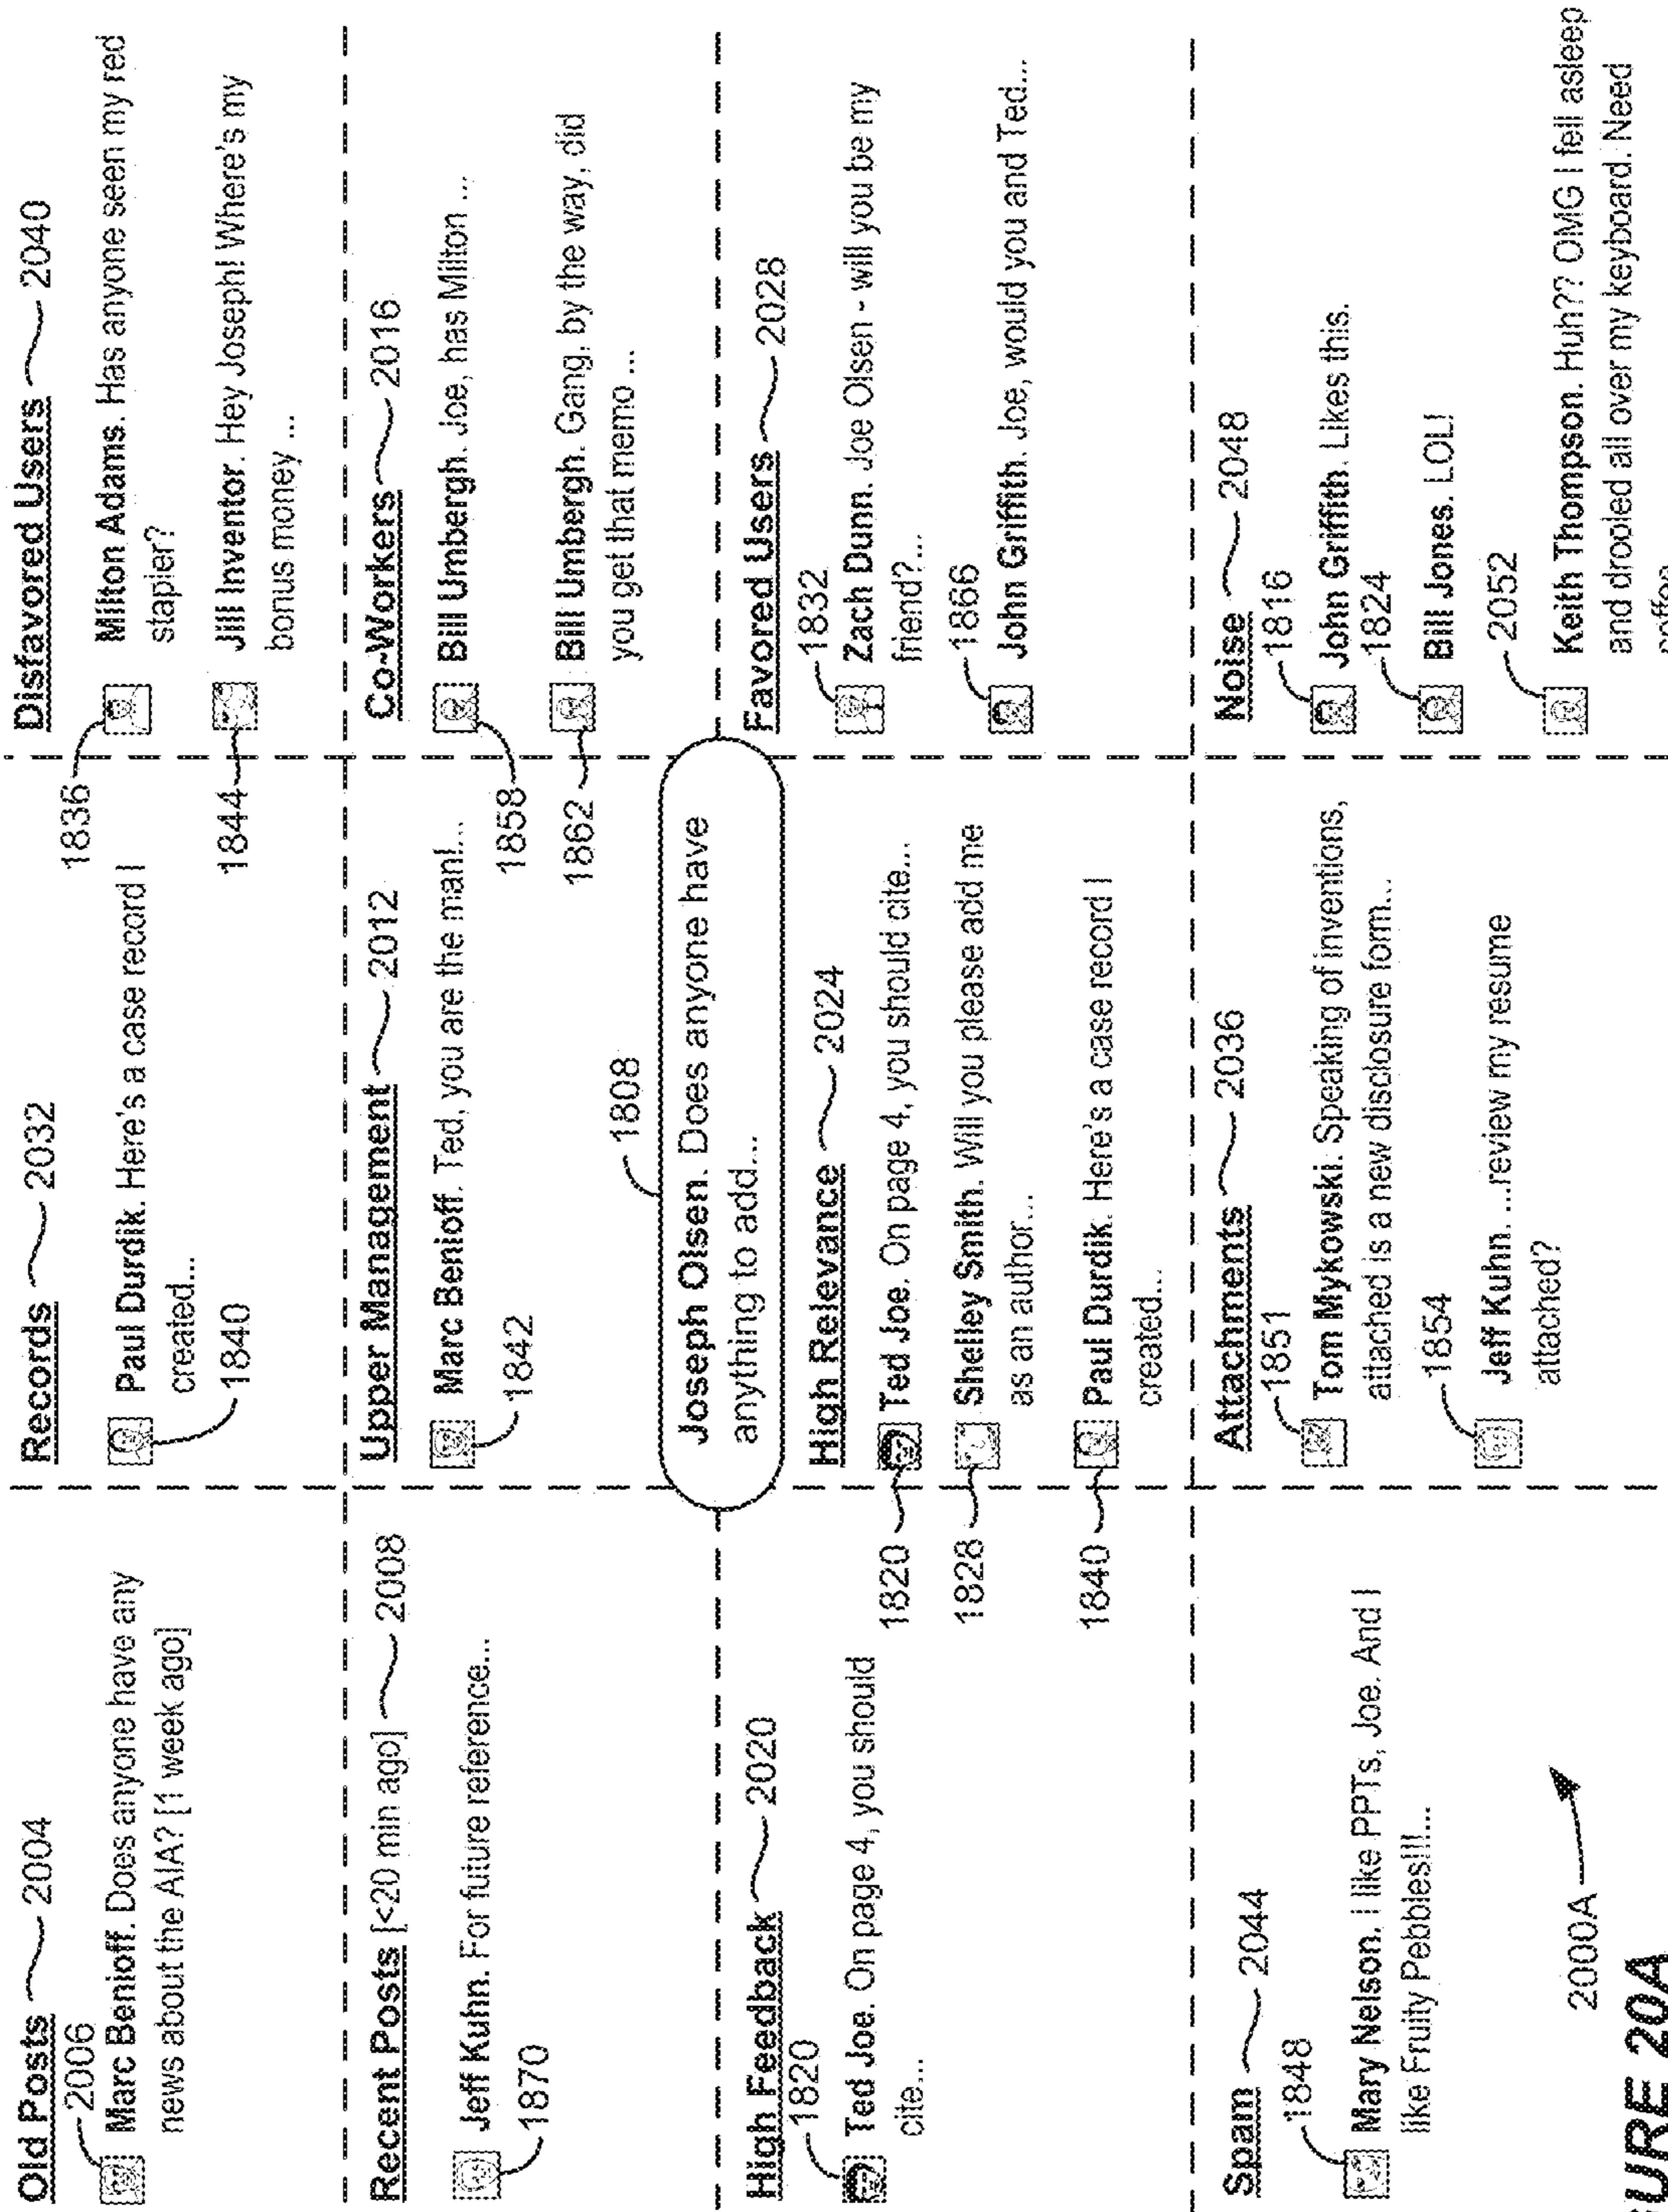 Old Posts 2004
2006
Marc Benioff. Does anyone have any
news about the AIA? [1 week ago]
Records 2032
Paul Durdik. Here's a case record I
created...
1840
Disfavored Users 2040
1836
Milton Adams. Has anyone seen my red
stapler?
1844
Jill Inventor. Hey Joseph! Where's my
bonus money ...
Recent Posts [<20 min ago] 2008
Jeff Kuhn. For future reference...
1870
Upper Management 2012
Marc Benioff. Ted, you are the man!...
1842
Co-Workers 2016
Bill Umbergh. Joe, has Milton ...
1858
Bill Umbergh. Gang, by the way, did
you get that memo ...
1862
1808
Joseph Olsen. Does anyone have
anything to add...
High Feedback 2020
1820
Ted Joe. On page 4, you should
cite...
High Relevance 2024
1820
Ted Joe. On page 4, you should cite...
1828
Shelley Smith. Will you please add me
as an author...
1840
Paul Durdik. Here's a case record I
created...
Favored Users 2028
1832
Zach Dunn. Joe Olsen - will you be my
friend?...
1866
John Griffith. Joe, would you and Ted...
Spam 2044
1848
Mary Nelson. I like PPTs, Joe. And I
like Fruity Pebbles!!!...
Attachments 2036
1851
Tom Mykowski. Speaking of inventions,
attached is a new disclosure form...
1854
Jeff Kuhn. ...review my resume
attached?
Noise 2048
1816
John Griffith. Likes this.
1824
Bill Jones. LOL!
2052
Keith Thompson. Huh?? OMG I fell asleep
and drooled all over my keyboard. Need
2000A
20A